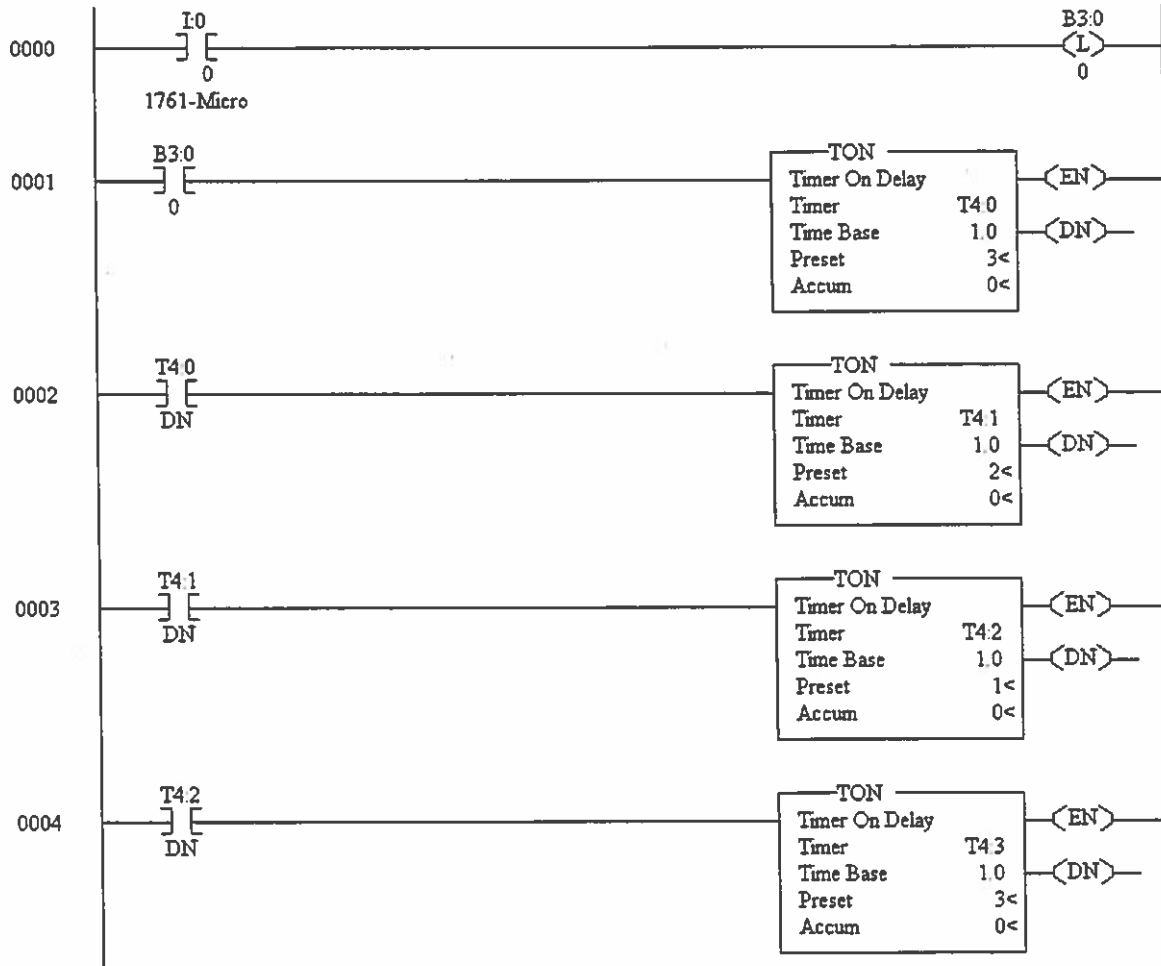 I:0
B3:0
0000
L
0
0
1761-Micro
B3:0
TON
0001
Timer On Delay
EN
0
Timer T4:0
Time Base 1.0
DN
Preset 3<
Accum 0<
T4:0
TON
0002
Timer On Delay
EN
DN
Timer T4:1
Time Base 1.0
DN
Preset 2<
Accum 0<
T4:1
TON
0003
Timer On Delay
EN
DN
Timer T4:2
Time Base 1.0
DN
Preset 1<
Accum 0<
T4:2
TON
0004
Timer On Delay
EN
DN
Timer T4:3
Time Base 1.0
DN
Preset 3<
Accum 0<